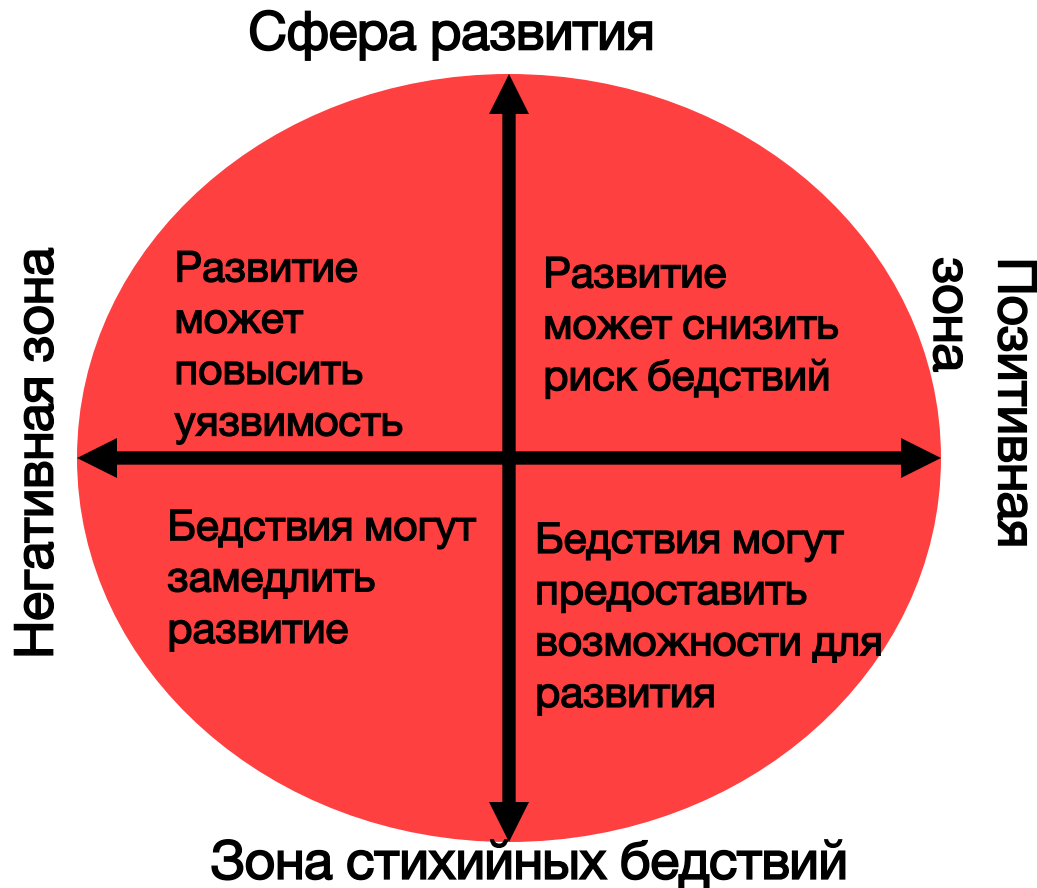 Сфера развития
Негативная зона
Развитие
может
повысить
уязвимость
Развитие
может снизить
риск бедствий
Позитивная
зона
Бедствия могут
замедлить
развитие
Бедствия могут
предоставить
возможности для
развития
Зона стихийных бедствий